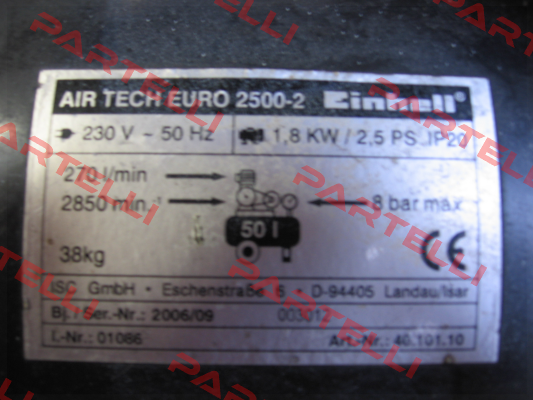 AIR TECH EURO 2500-2 Einhell
230 V ~ 50 Hz 1,8 KW / 2,5 PS IP20
270 l/min
2850 min.-1 8 bar max
50 l
38kg CE
ISC GmbH • Eschenstraße 6 • D-94405 Landau/Isar
Bj./Ser.-Nr.: 2006/09 003012
I.-Nr.: 01086 Art.-Nr.: 40.101.10
PARTELLI
PARTELLI
PARTELLI
PARTELLI
PARTELLI
PARTELLI
PARTELLI